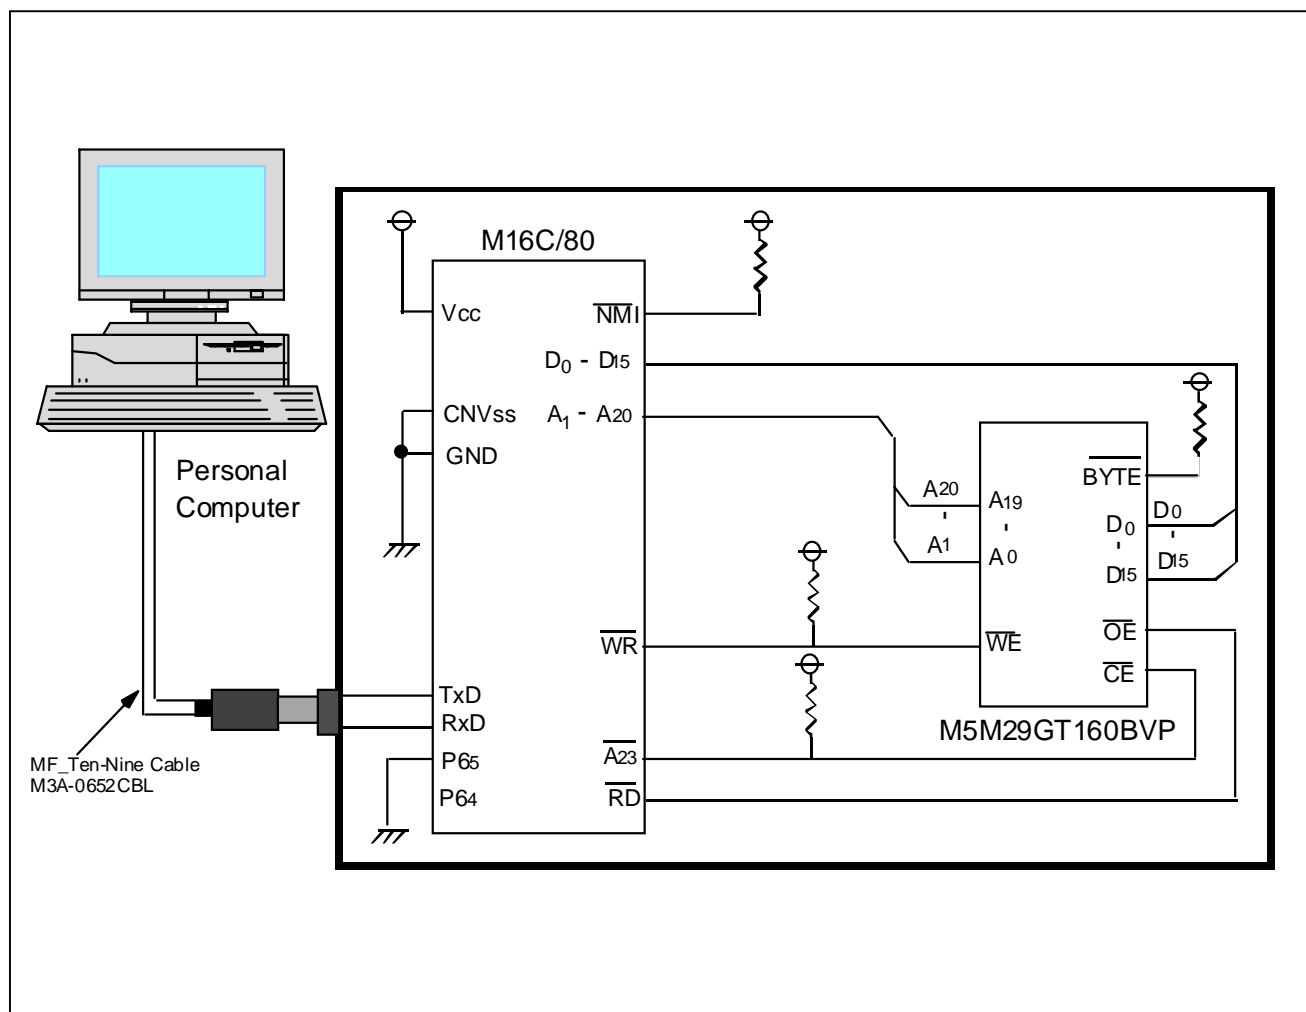 M16C/80
Vcc
NMI
D0 - D15
CNVss
A1 - A20
GND
Personal
Computer
BYTE
A20
A19
D0
D0
A1
A0
D15
D15
WR
WE
OE
CE
TxD
RxD
M5M29GT160BVP
MF_Ten-Nine Cable
M3A-0652CBL
P65
A23
P64
RD